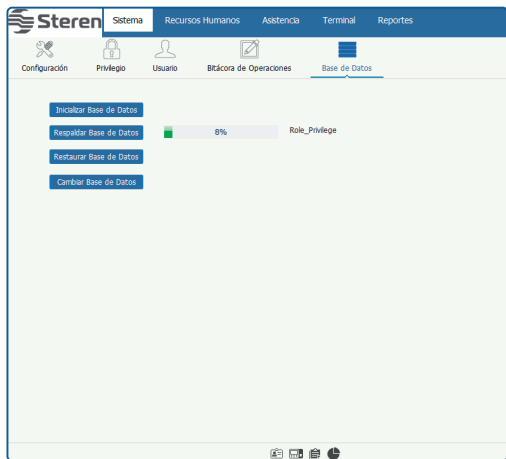 Steren Sistema Recursos Humanos Asistencia Terminal Reportes
Configuración Privilegio Usuario Bitácora de Operaciones Base de Datos
Inicializar Base de Datos
Respaldar Base de Datos 8% Role_Privilege
Restaurar Base de Datos
Cambiar Base de Datos